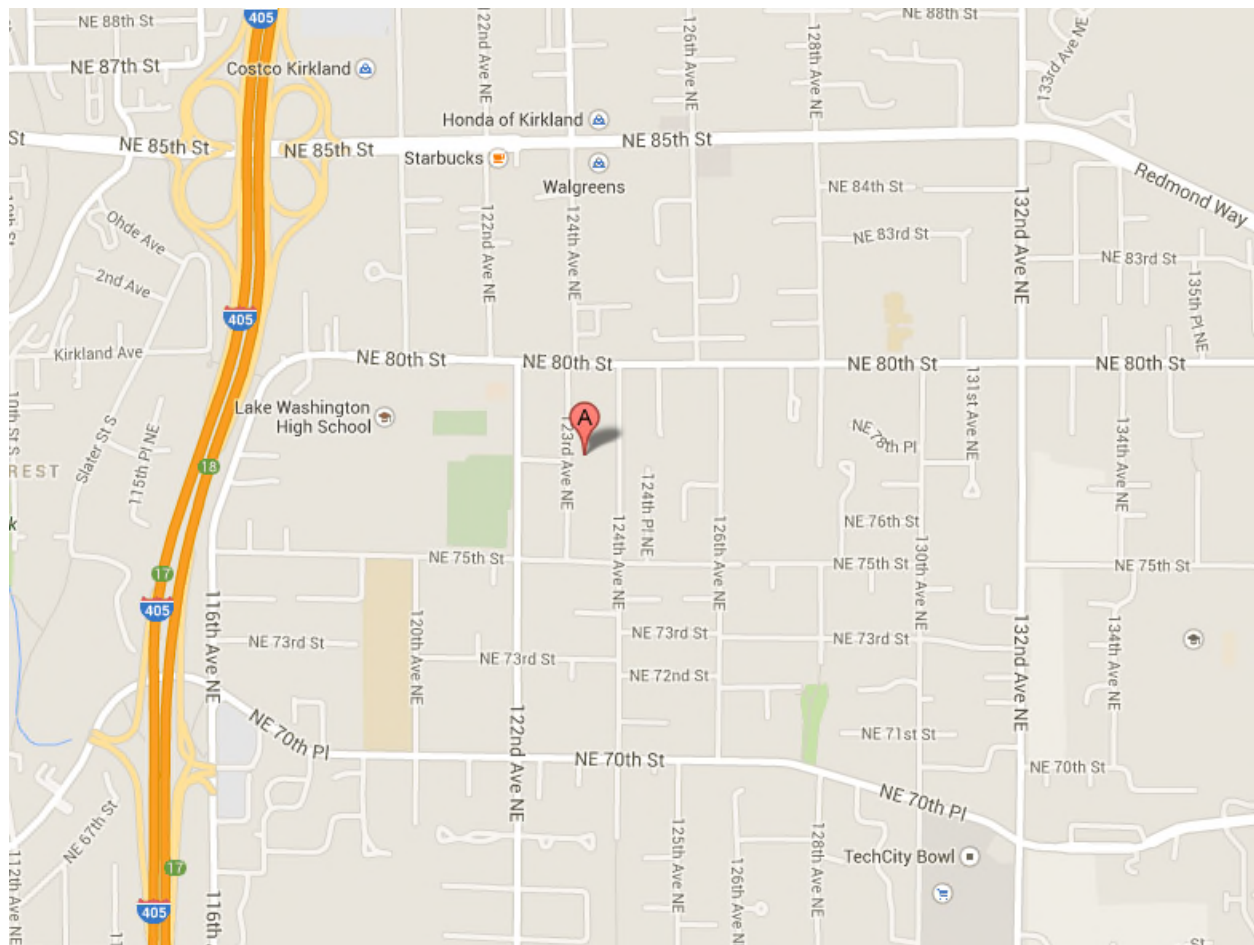 405
NE 88th St
NE 88th St
NE 87th St
Costco Kirkland
122nd Ave NE
126th Ave NE
128th Ave NE
132nd Ave NE
133rd Ave NE
Honda of Kirkland
St
NE 85th St
NE 85th St
NE 85th St
Starbucks
Walgreens
Redmond Way
NE 84th St
Ohde Ave
122nd Ave NE
124th Ave NE
NE 83rd St
132nd Ave NE
NE 83rd St
2nd Ave
135th Pl NE
405
Kirkland Ave
NE 80th St
NE 80th St
NE 80th St
NE 80th St
10th St S
Slater St S
115th Pl NE
Lake Washington
High School
A
123rd Ave NE
NE 78th Pl
131st Ave NE
134th Ave NE
REST
18
k
124th Pl NE
124th Ave NE
126th Ave NE
NE 76th St
130th Ave NE
NE 75th St
NE 75th St
NE 75th St
17
405
116th Ave NE
120th Ave NE
NE 73rd St
NE 73rd St
NE 73rd St
NE 73rd St
132nd Ave NE
134th Ave NE
NE 72nd St
122nd Ave NE
NE 70th Pl
NE 71st St
NE 70th St
NE 70th St
NE 70th Pl
NE 67th St
112th Ave NE
125th Ave NE
126th Ave NE
128th Ave NE
TechCity Bowl
17
405
116th
11
St